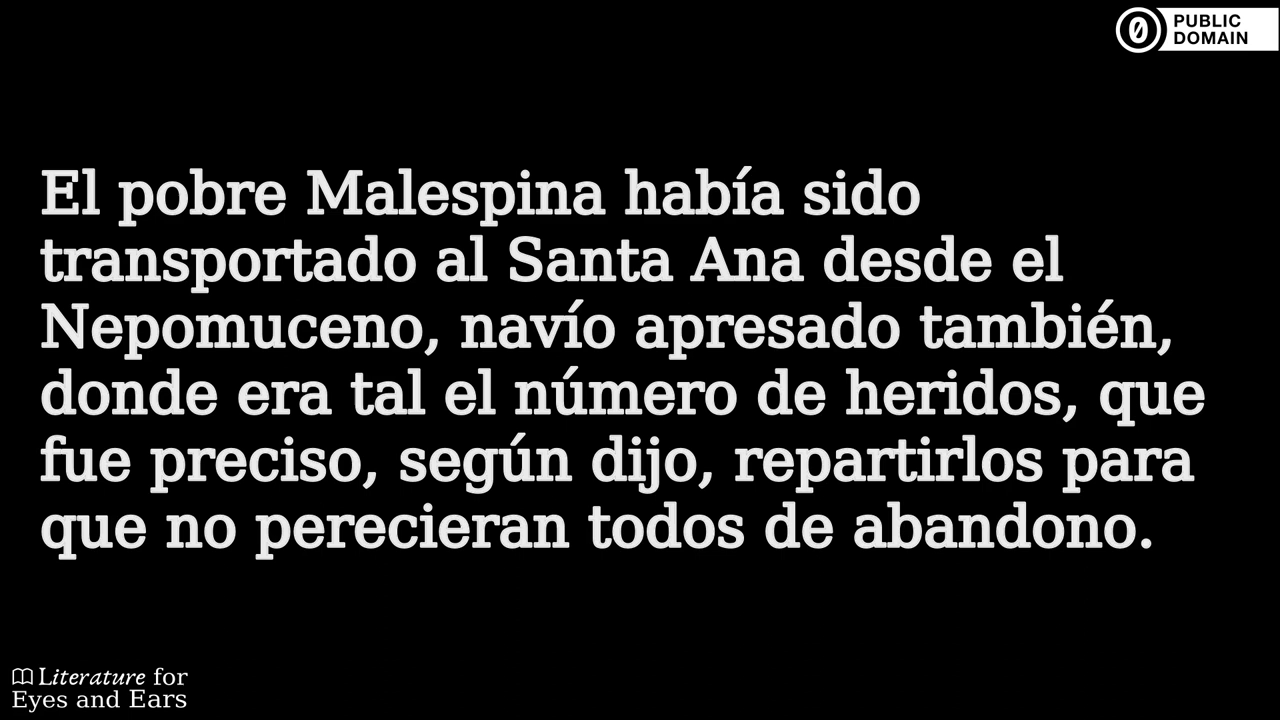 PUBLIC
DOMAIN
El pobre Malespina había sido
transportado al Santa Ana desde el
Nepomuceno, navío apresado también,
donde era tal el número de heridos, que
fue preciso, según dijo, repartirlos para
que no perecieran todos de abandono.
Literature for
Eyes and Ears